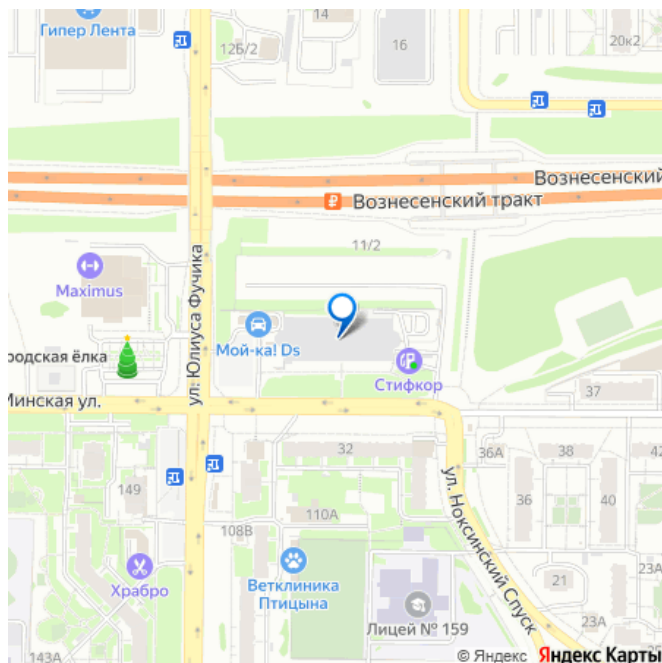 Гипер Лента
14
12Б/2
16
20к2
Вознесенский
Вознесенский тракт
11/2
ул. Юлиуса Фучика
Maximus
родская ёлка
Мой-ка! Ds
Стифкор
Минская ул.
37
32
36А
38
ул. Ноксинский Спуск
36
40
149
110А
108В
23А
Храбро
Ветклиника
Птицына
21
Лицей № 159
23А
143А
© Яндекс Яндекс Карты